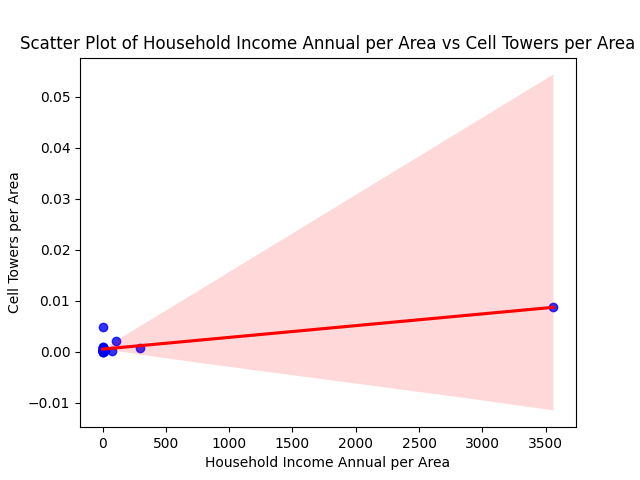 Scatter Plot of Household Income Annual per Area vs Cell Towers per Area
0.05
0.04
0.03
0.02
0.01
0.00
−0.01
Cell Towers per Area
0 500 1000 1500 2000 2500 3000 3500
Household Income Annual per Area